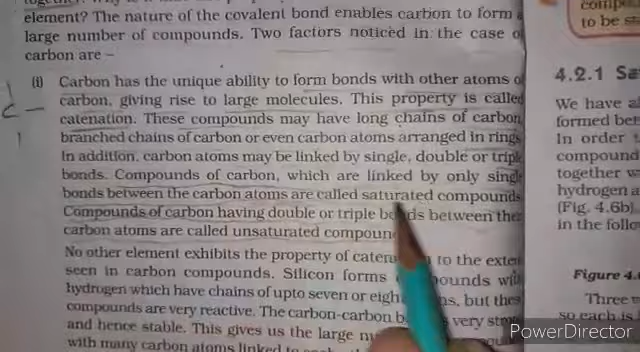 element? The nature of the covalent bond enables carbon to form a
large number of compounds. Two factors noticed in the case o
carbon are –
(i) Carbon has the unique ability to form bonds with other atoms o
carbon, giving rise to large molecules. This property is called
catenation. These compounds may have long chains of carbon,
branched chains of carbon or even carbon atoms arranged in rings.
In addition, carbon atoms may be linked by single, double or triple
bonds. Compounds of carbon, which are linked by only single
bonds between the carbon atoms are called saturated compounds.
Compounds of carbon having double or triple bonds between the
carbon atoms are called unsaturated compoun
No other element exhibits the property of caten to the exten
seen in carbon compounds. Silicon forms pounds with
hydrogen which have chains of upto seven or eigh ms, but thes
compounds are very reactive. The carbon-carbon b very stro
and hence stable. This gives us the large nu
with many carbon atoms linked to
to be
4.2.1 Sa
We have a
formed bet
In order t
compound
together w
hydrogen a
(Fig. 4.6b).
in the follo
Figure 4.
Three
so each is
PowerDirector